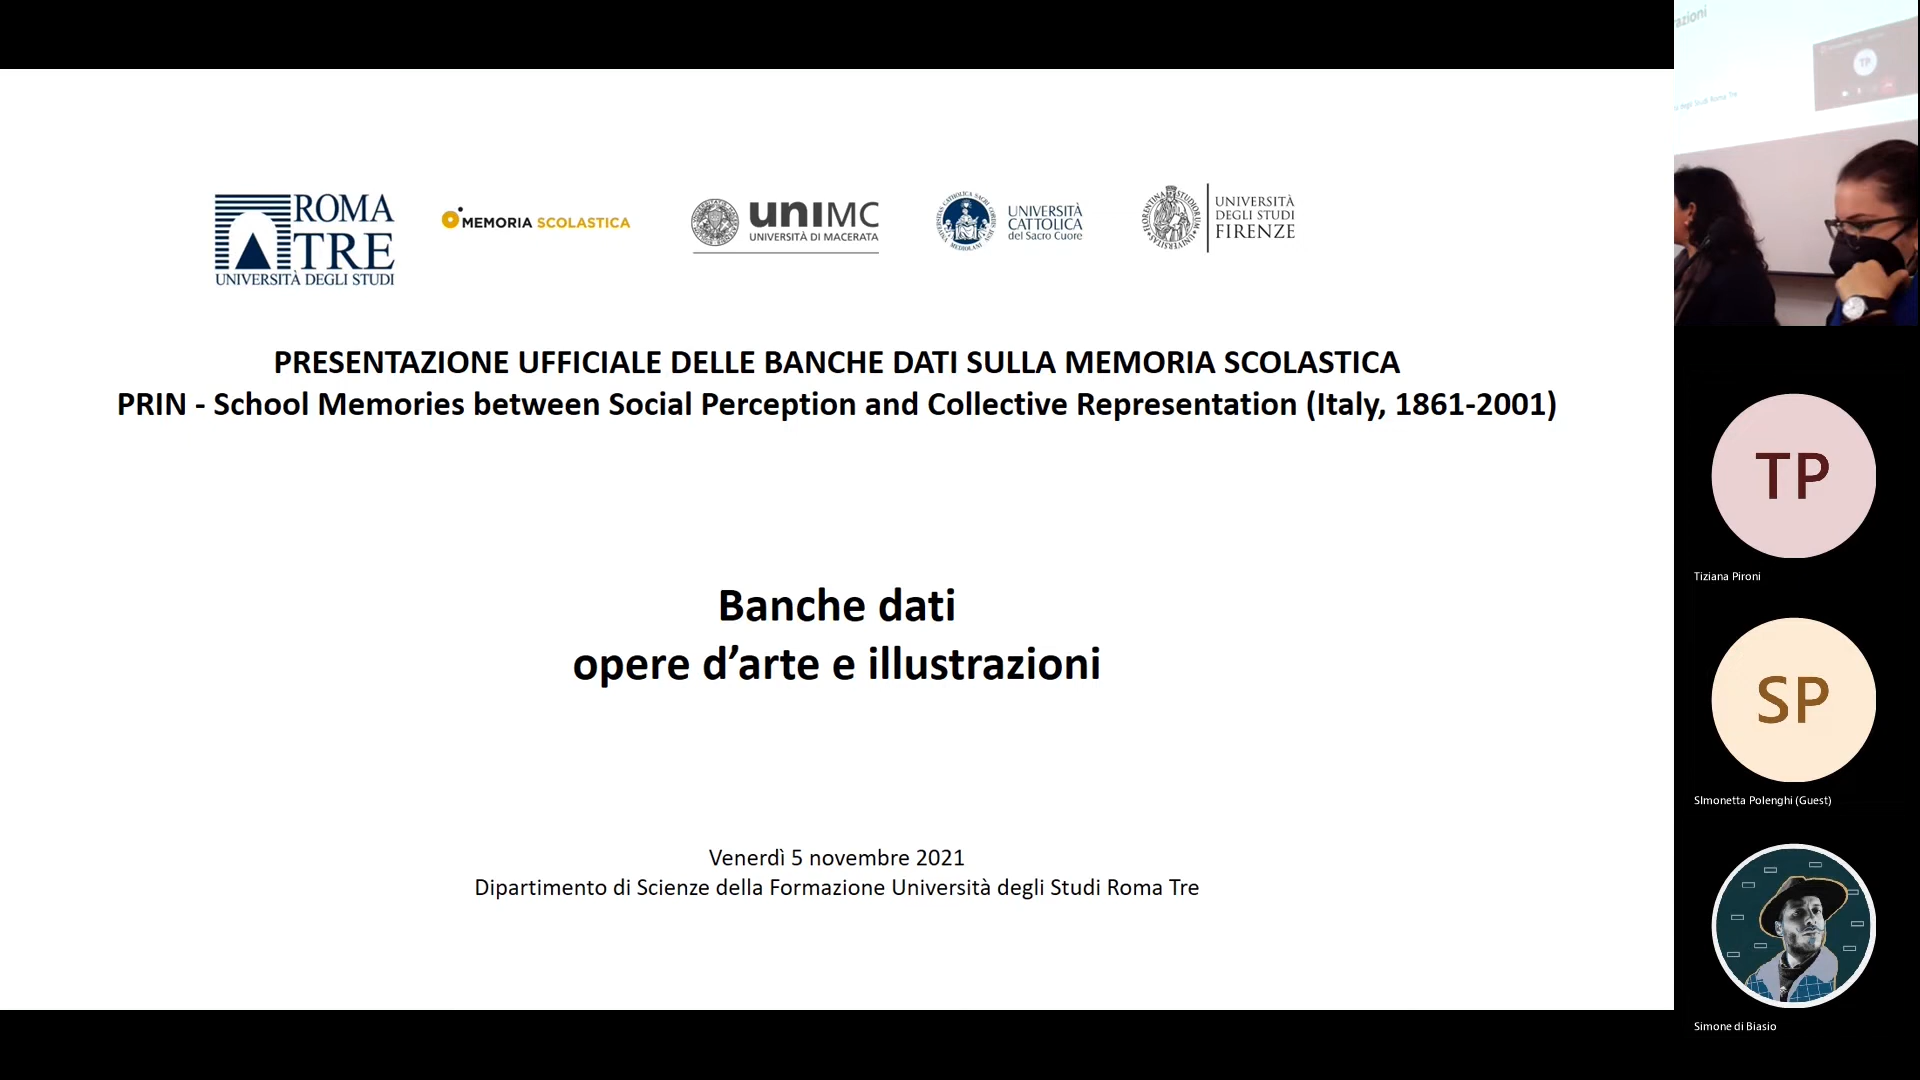 ROMA
TRE
UNIVERSITÀ DEGLI STUDI
MEMORIA SCOLASTICA
uniMC
UNIVERSITÀ DI MACERATA
UNIVERSITÀ
CATTOLICA
del Sacro Cuore
UNIVERSITÀ
DEGLI STUDI
FIRENZE
PRESENTAZIONE UFFICIALE DELLE BANCHE DATI SULLA MEMORIA SCOLASTICA
PRIN - School Memories between Social Perception and Collective Representation (Italy, 1861-2001)
Banche dati
opere d’arte e illustrazioni
Venerdì 5 novembre 2021
Dipartimento di Scienze della Formazione Università degli Studi Roma Tre
TP
TP
Tiziana Pironi
SP
SImonetta Polenghi (Guest)
Simone di Biasio